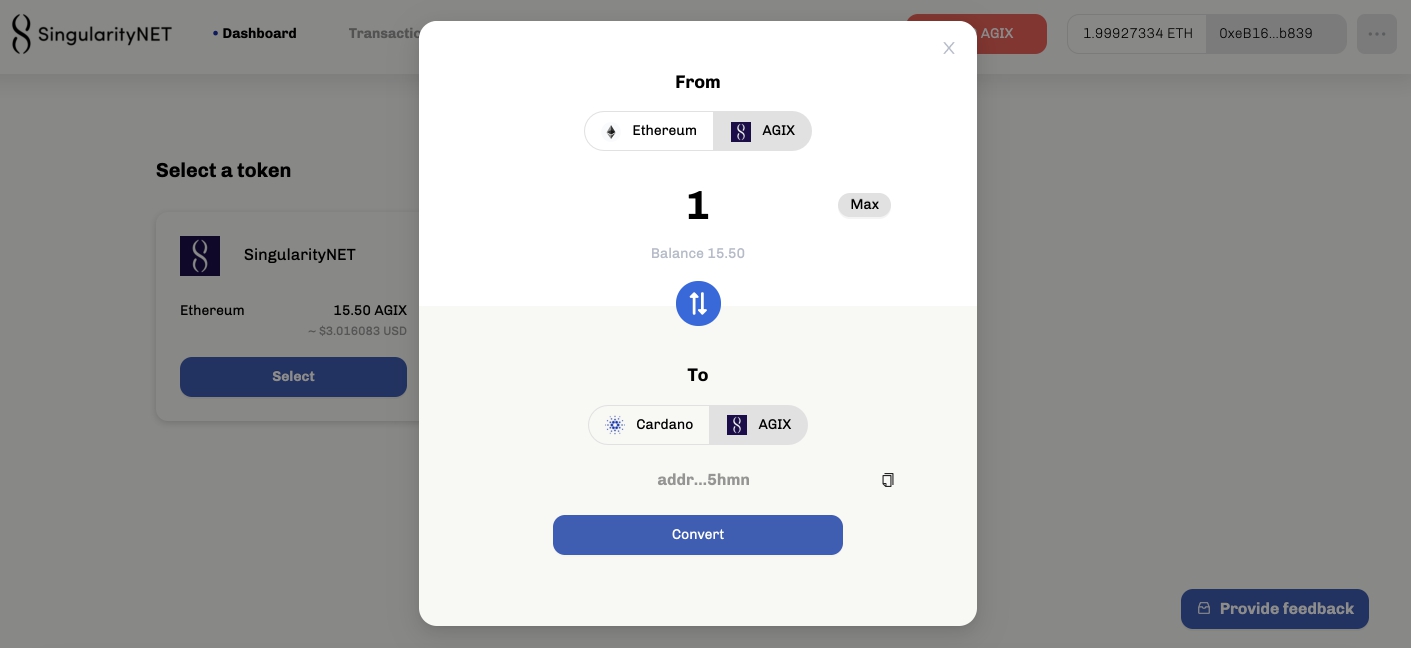 SingularityNET
• Dashboard
Transactio
AGIX
1.99927334 ETH
0xeB16...b839
X
From
Ethereum
AGIX
1
Max
Balance 15.50
Select a token
SingularityNET
Ethereum
15.50 AGIX
~ $3.016083 USD
Select
To
Cardano
AGIX
addr...5hmn
Convert
Provide feedback